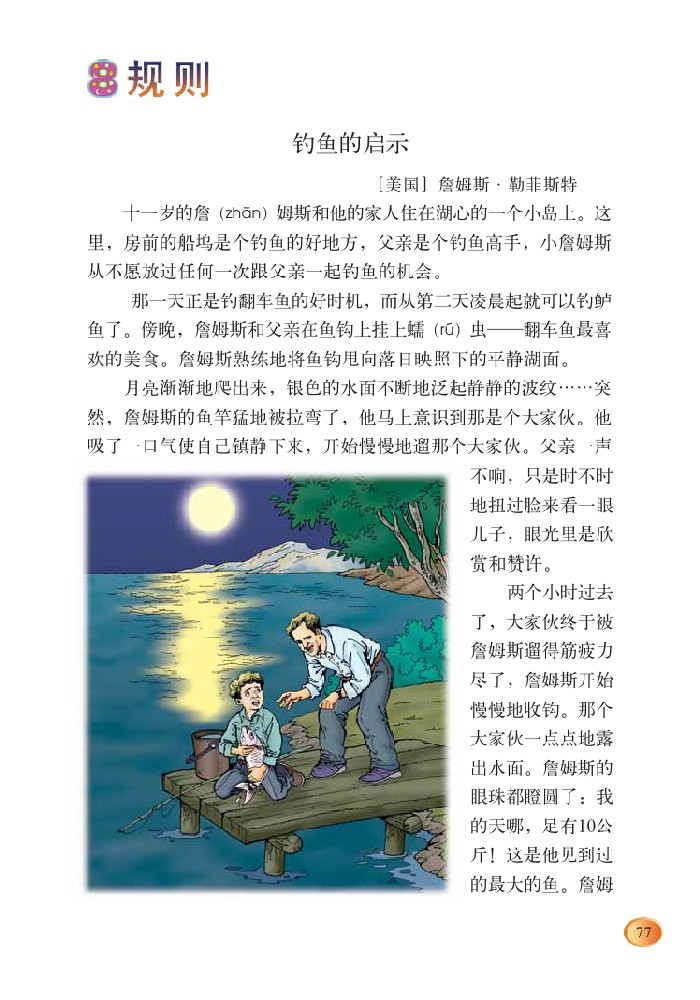 8 规则
钓鱼的启示
［美国］詹姆斯·勒菲斯特
十一岁的詹（zhān）姆斯和他的家人住在湖心的一个小岛上。这
里，房前的船坞是个钓鱼的好地方，父亲是个钓鱼高手，小詹姆斯
从不愿放过任何一次跟父亲一起钓鱼的机会。
那一天正是钓翻车鱼的好时机，而从第二天凌晨起就可以钓鲈
鱼了。傍晚，詹姆斯和父亲在鱼钩上挂上蠕（rú）虫——翻车鱼最喜
欢的美食。詹姆斯熟练地将鱼钩甩向落日映照下的平静湖面。
月亮渐渐地爬出来，银色的水面不断地泛起静静的波纹……突
然，詹姆斯的鱼竿猛地被拉弯了，他马上意识到那是个大家伙。他
吸了一口气使自己镇静下来，开始慢慢地遛那个大家伙。父亲一声
不响，只是时不时
地扭过脸来看一眼
儿子，眼光里是欣
赏和赞许。
两个小时过去
了，大家伙终于被
詹姆斯遛得筋疲力
尽了，詹姆斯开始
慢慢地收钩。那个
大家伙一点点地露
出水面。詹姆斯的
眼珠都瞪圆了：我
的天哪，足有10公
斤！这是他见到过
的最大的鱼。詹姆
77